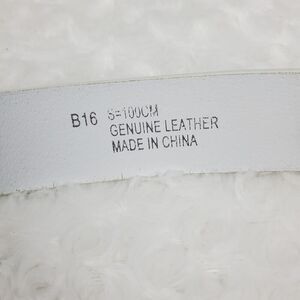 B16 S=100CM
GENUINE LEATHER
MADE IN CHINA